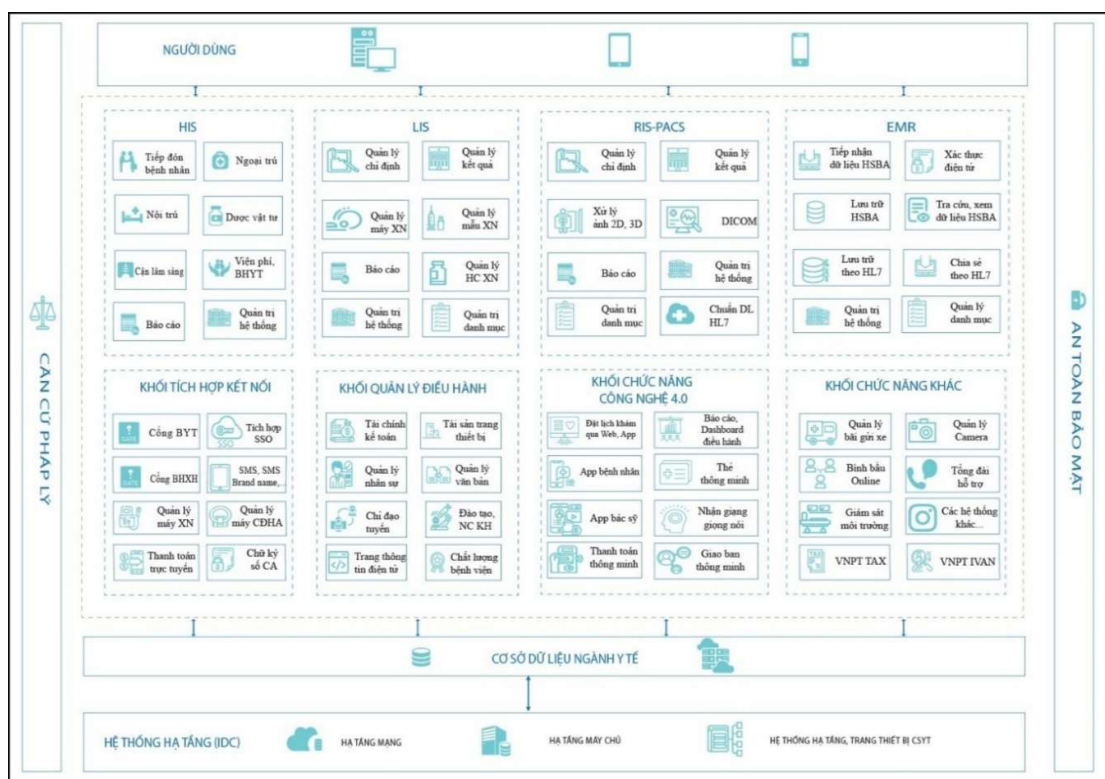 NGƯỜI DÙNG
CĂN CỨ PHÁP LÝ
AN TOÀN BẢO MẬT
HIS
Tiếp đón
bệnh nhân
Ngoại trú
Nội trú
Dược vật tư
Cận lâm sàng
Viện phí,
BHYT
Báo cáo
Quản trị
hệ thống
LIS
Quản lý
chỉ định
Quản lý
kết quả
Quản lý
máy XN
Quản lý
mẫu XN
Báo cáo
Quản lý
HC XN
Quản trị
hệ thống
Quản trị
danh mục
RIS-PACS
Quản lý
chỉ định
Quản lý
kết quả
Xử lý
ảnh 2D, 3D
DICOM
Báo cáo
Quản trị
hệ thống
Quản trị
danh mục
Chuẩn DL
HL7
EMR
Tiếp nhận
dữ liệu HSBA
Xác thực
điện tử
Lưu trữ
HSBA
Tra cứu, xem
dữ liệu HSBA
Lưu trữ
theo HL7
Chia sẻ
theo HL7
Quản trị
hệ thống
Quản lý
danh mục
KHỐI TÍCH HỢP KẾT NỐI
Cổng BYT
Tích hợp
SSO
SSO
Cổng BHXH
SMS, SMS
Brand name,...
Quản lý
máy XN
Quản lý
máy CĐHA
Thanh toán
trực tuyến
Chữ ký
số CA
KHỐI QUẢN LÝ ĐIỀU HÀNH
Tài chính
kế toán
Tài sản trang
thiết bị
Quản lý
nhân sự
Quản lý
văn bản
Chỉ đạo
tuyến
Đào tạo,
NC KH
Trang thông
tin điện tử
Chất lượng
bệnh viện
KHỐI CHỨC NĂNG
CÔNG NGHỆ 4.0
Đặt lịch khám
qua Web, App
Báo cáo,
Dashboard
điều hành
App bệnh nhân
Thẻ
thông minh
App bác sỹ
Nhận giạng
giọng nói
Thanh toán
thông minh
Giao ban
thông minh
KHỐI CHỨC NĂNG KHÁC
Quản lý
bãi gửi xe
Quản lý
Camera
Bình bầu
Online
Tổng đài
hỗ trợ
Giám sát
môi trường
Các hệ thống
khác...
VNPT TAX
VNPT IVAN
CƠ SỞ DỮ LIỆU NGÀNH Y TẾ
HỆ THỐNG HẠ TẦNG (IDC)
HẠ TẦNG MẠNG
HẠ TẦNG MÁY CHỦ
HỆ THỐNG HẠ TẦNG, TRANG THIẾT BỊ CSYT